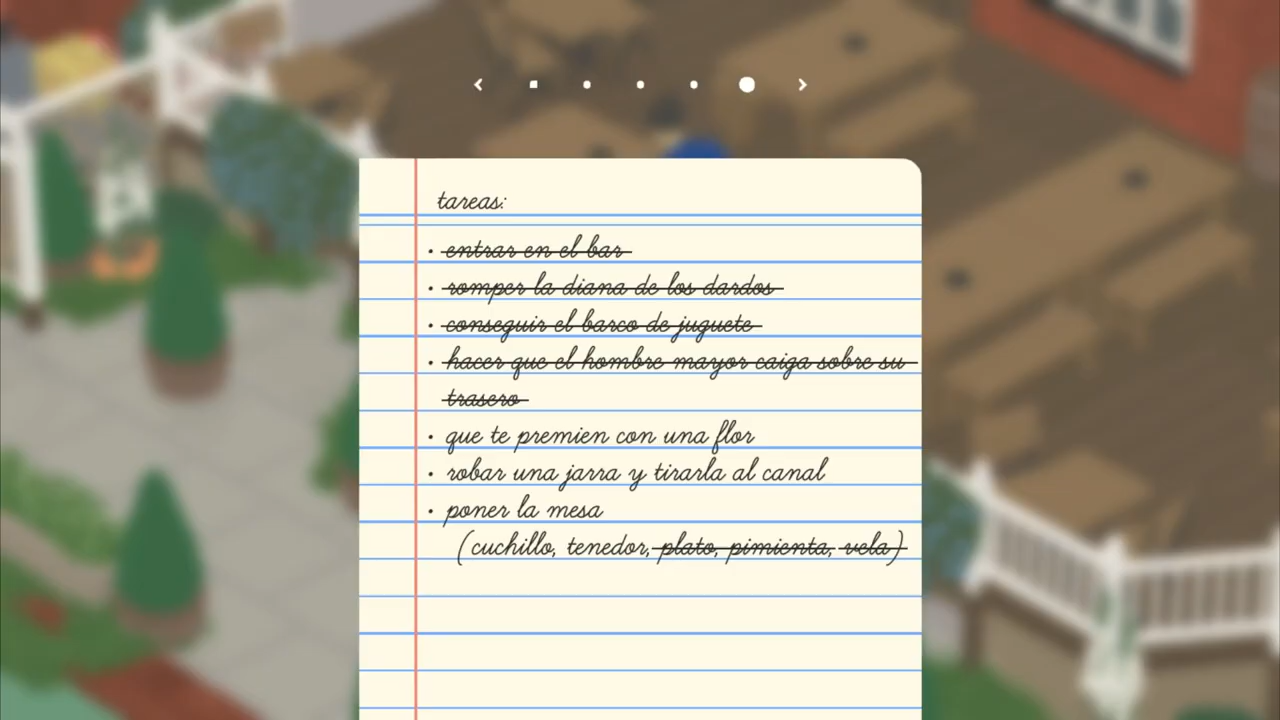 tareas:
• entrar en el bar
• romper la diana de los dardos
• conseguir el barco de juguete
• hacer que el hombre mayor caiga sobre su
trasero
• que te premien con una flor
• robar una jarra y tirarla al canal
• poner la mesa
(cuchillo, tenedor, plato, pimienta, vela)